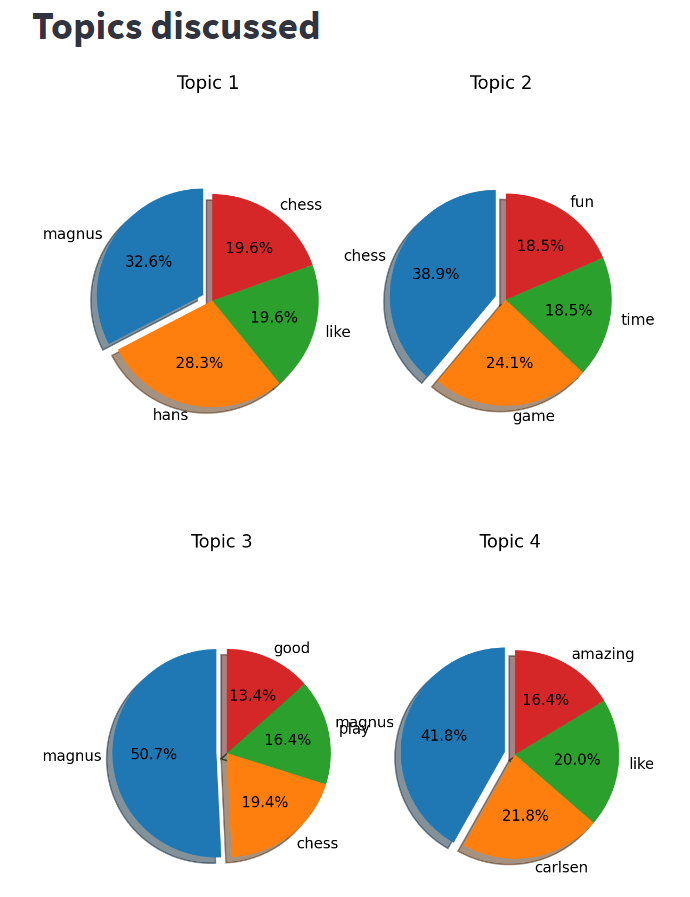 Topics discussed
Topic 1
chess
magnus
32.6%
19.6%
19.6%
like
28.3%
hans
Topic 2
fun
chess
38.9%
18.5%
18.5%
time
24.1%
game
Topic 3
good
magnus
50.7%
13.4%
16.4%
play
19.4%
chess
Topic 4
amazing
magnus
41.8%
16.4%
20.0%
like
21.8%
carlsen